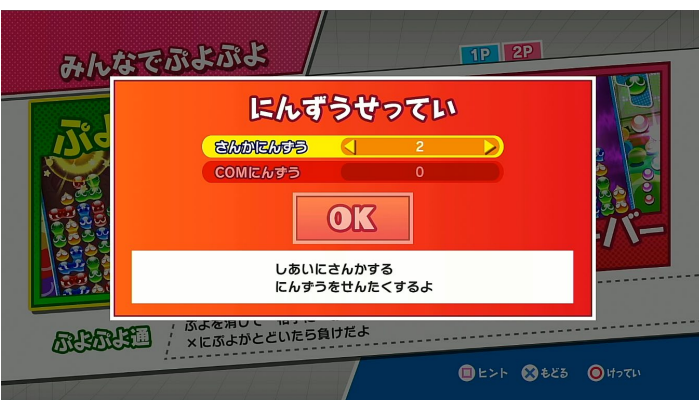 みんなでぷよぷよ
1P 2P
にんずうせってい
さんかにんずう 2
COMにんずう 0
OK
しあいにさんかする
にんずうをせんたくするよ
ぷよ
バー
ぷよぷよ通
ぷよを消して
×にぷよがとどいたら負けだよ
ヒント もどる けってい